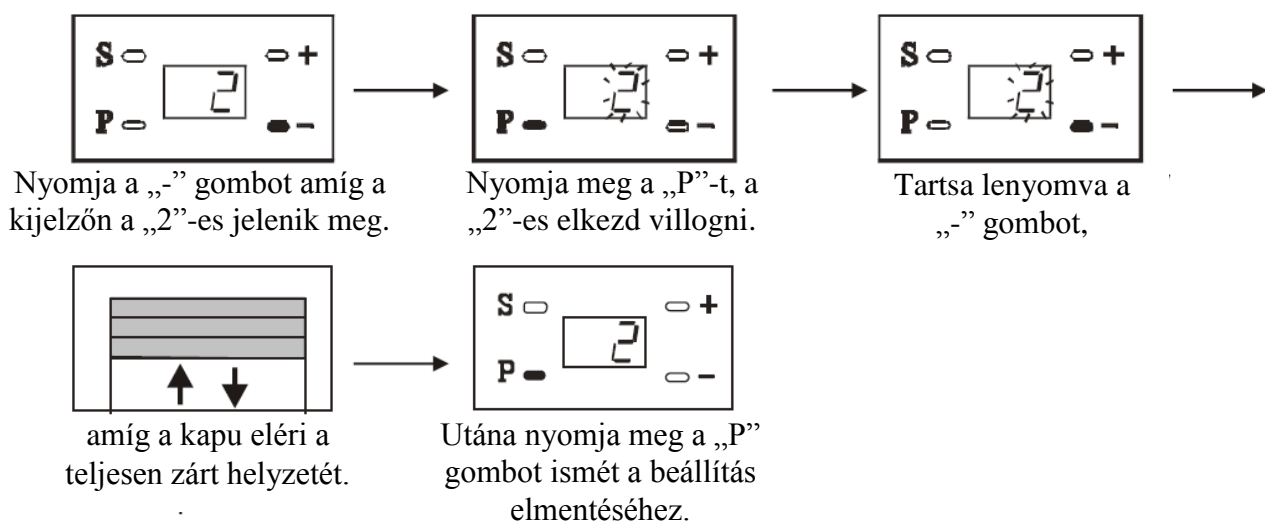 S +
2
P -
S +
2
P -
S +
2
P -
Nyomja a „-” gombot amíg a
kijelzőn a „2”-es jelenik meg.
Nyomja meg a „P”-t, a
„2”-es elkezd villogni.
Tartsa lenyomva a
„-” gombot,
amíg a kapu eléri a
teljesen zárt helyzetét.
S +
2
P -
Utána nyomja meg a „P”
gombot ismét a beállítás
elmentéséhez.